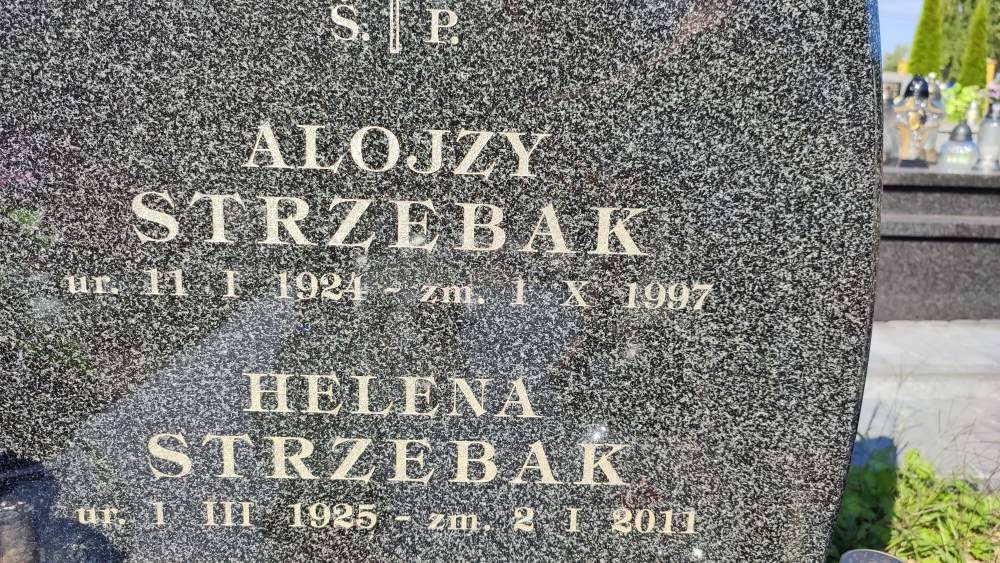 Ś. P.
ALOJZY
STRZEBAK
ur. 11 I 1924 - zm. 1 X 1997
HELENA
STRZEBAK
ur. 1 III 1925 - zm. 2 I 2011